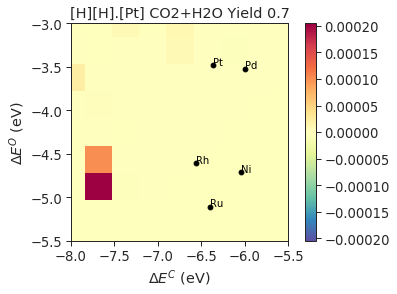 [H][H].[Pt] CO2+H2O Yield 0.7
−3.0
−3.5
−4.0
−4.5
−5.0
−5.5
ΔE^O (eV)
Pt
Pd
Rh
Ni
Ru
−8.0 −7.5 −7.0 −6.5 −6.0 −5.5
ΔE^C (eV)
0.00020
0.00015
0.00010
0.00005
0.00000
−0.00005
−0.00010
−0.00015
−0.00020